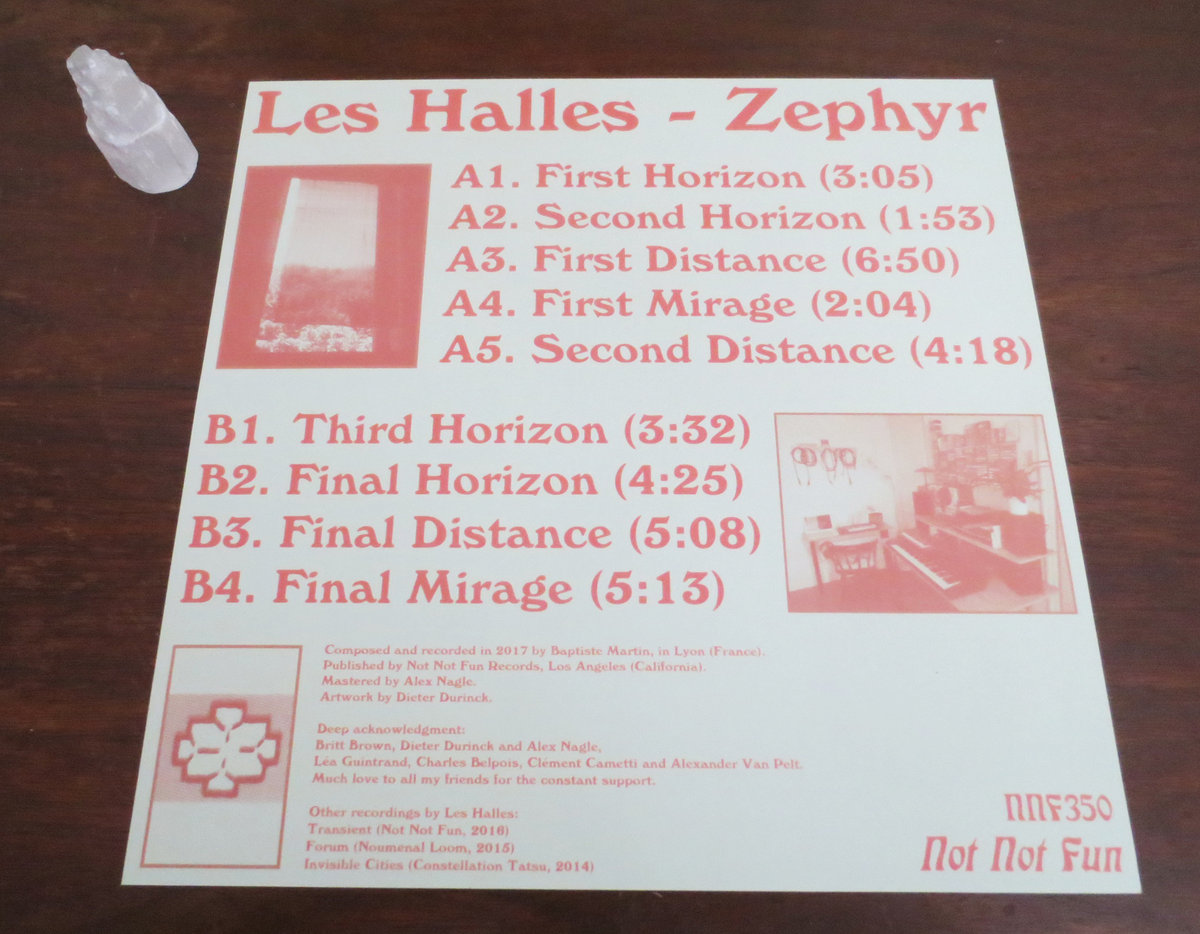 Les Halles - Zephyr
A1. First Horizon (3:05)
A2. Second Horizon (1:53)
A3. First Distance (6:50)
A4. First Mirage (2:04)
A5. Second Distance (4:18)
B1. Third Horizon (3:32)
B2. Final Horizon (4:25)
B3. Final Distance (5:08)
B4. Final Mirage (5:13)
Composed and recorded in 2017 by Baptiste Martin, in Lyon (France).
Published by Not Not Fun Records, Los Angeles (California).
Mastered by Alex Nagle.
Artwork by Dieter Durinck.
Deep acknowledgment:
Britt Brown, Dieter Durinck and Alex Nagle,
Léa Guintrand, Charles Belpois, Clément Cametti and Alexander Van Pelt.
Much love to all my friends for the constant support.
Other recordings by Les Halles:
Transient (Not Not Fun, 2016)
Forum (Noumenal Loom, 2015)
Invisible Cities (Constellation Tatsu, 2014)
NNF350
Not Not Fun